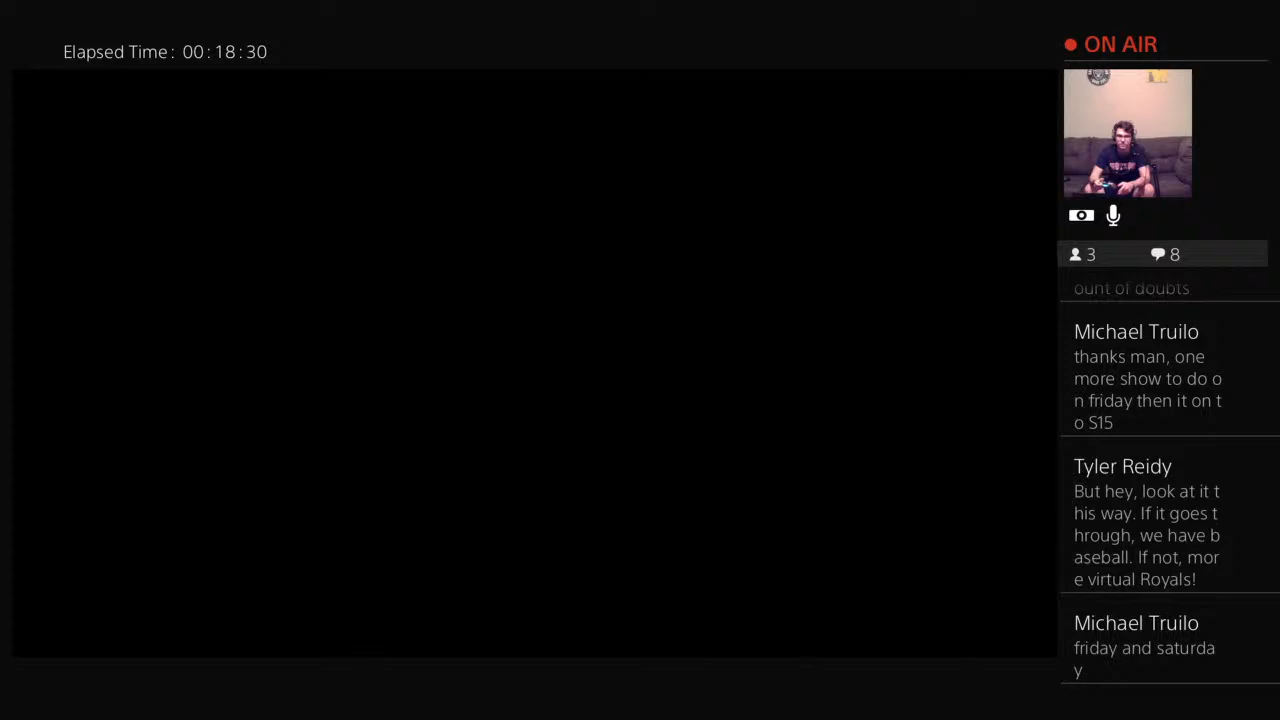 Elapsed Time: 00:18:30
ON AIR
3
8
ount of doubts
Michael Truilo
thanks man, one
more show to do o
n friday then it on t
o S15
Tyler Reidy
But hey, look at it t
his way. If it goes t
hrough, we have b
aseball. If not, mor
e virtual Royals!
Michael Truilo
friday and saturda
y